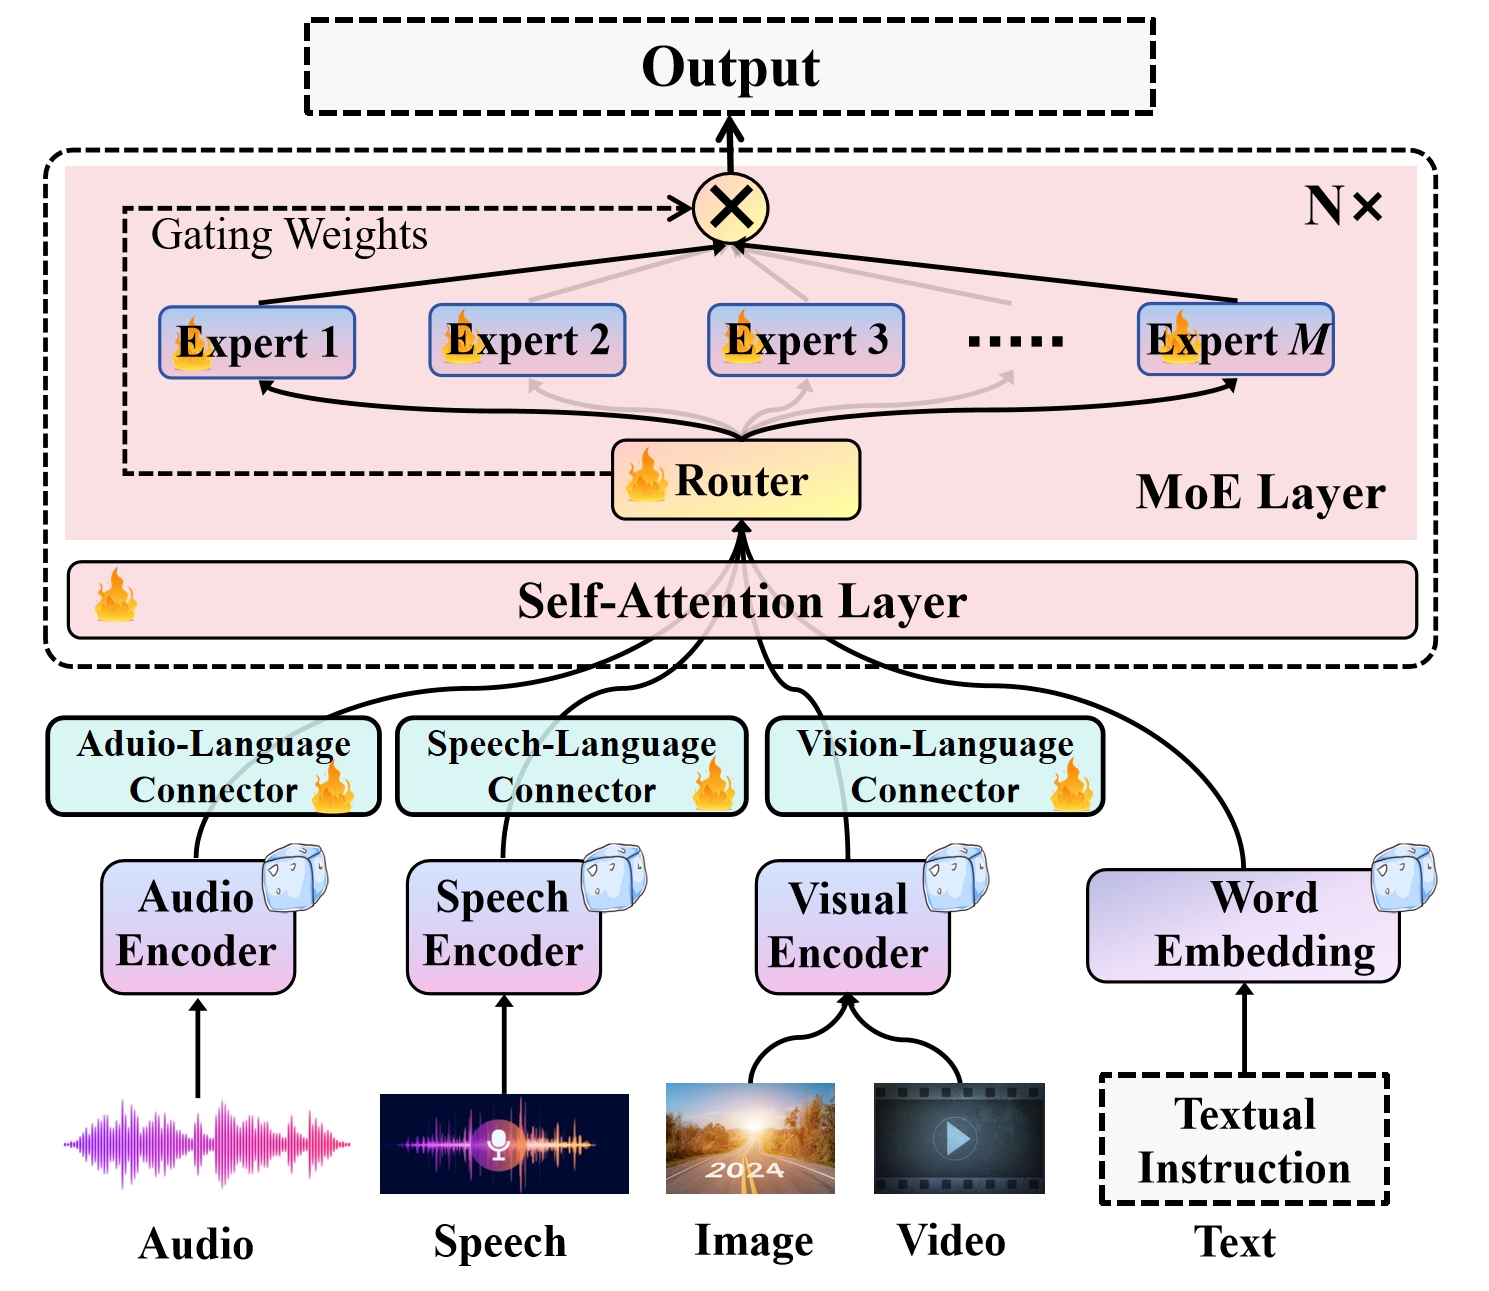 Output
N×
Gating Weights
Expert 1
Expert 2
Expert 3
......
Expert M
Router
MoE Layer
Self-Attention Layer
Aduio-Language
Connector
Speech-Language
Connector
Vision-Language
Connector
Audio
Encoder
Speech
Encoder
Visual
Encoder
Word
Embedding
2024
Textual
Instruction
Audio
Speech
Image
Video
Text